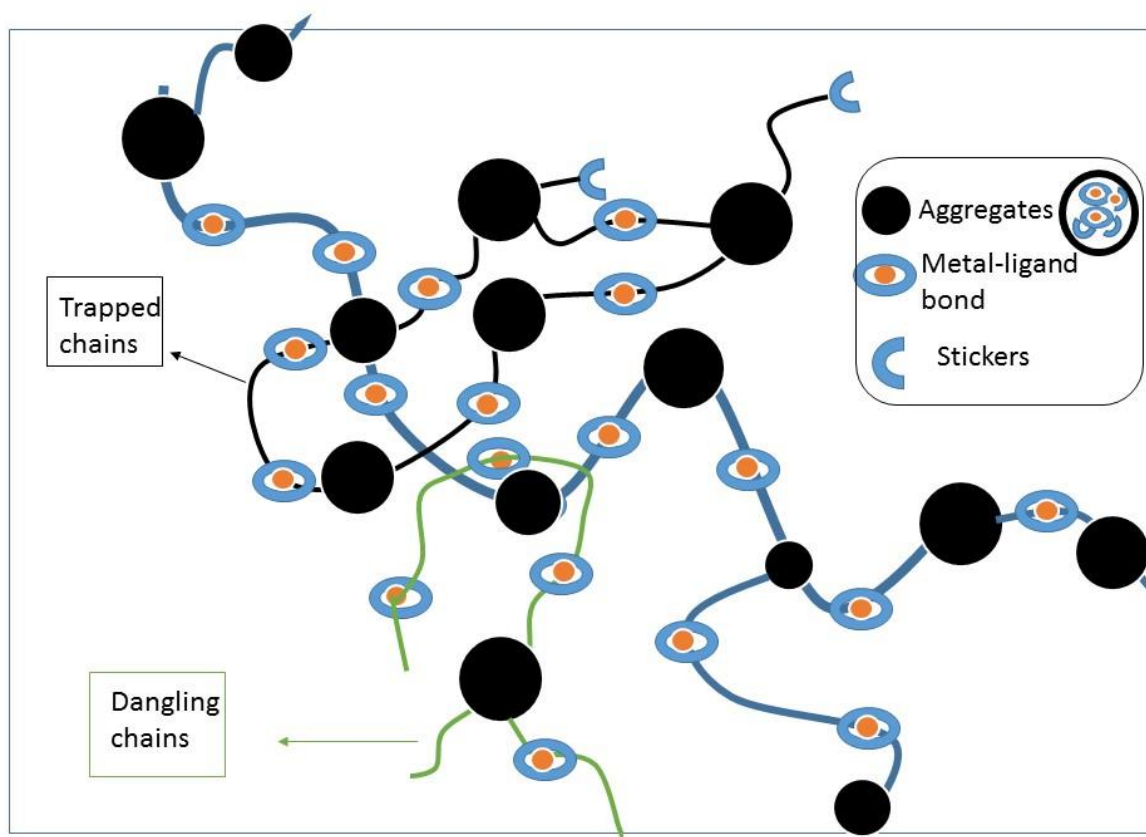 Aggregates
Metal-ligand
bond
Stickers
Trapped
chains
Dangling
chains